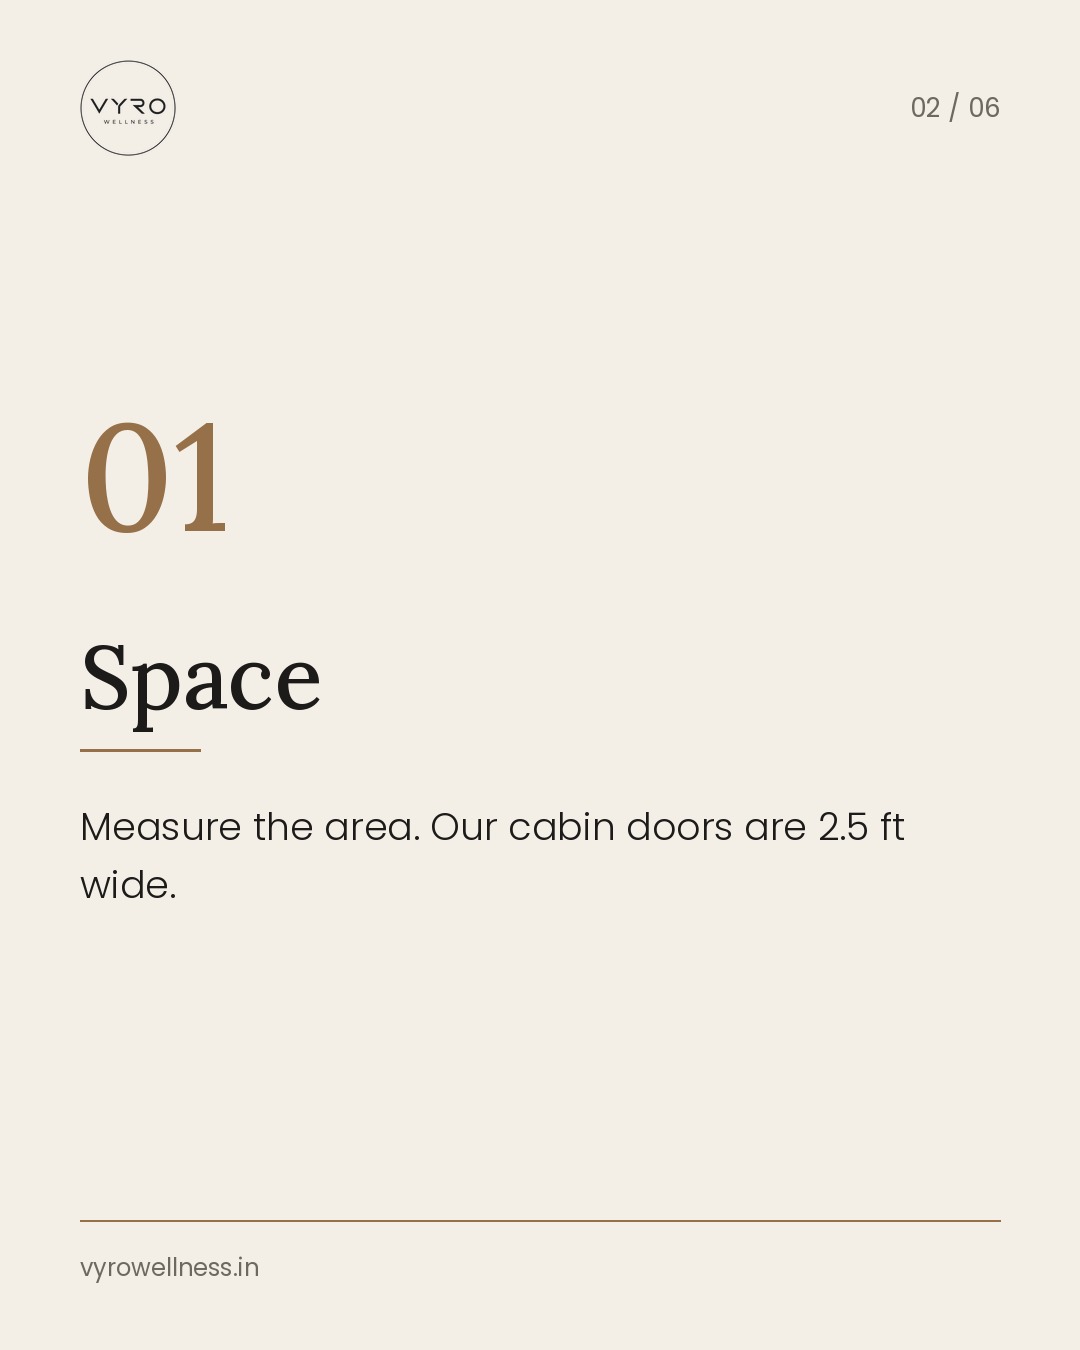 VYRO
WELLNESS
02 / 06
01
Space
Measure the area. Our cabin doors are 2.5 ft
wide.
vyrowellness.in